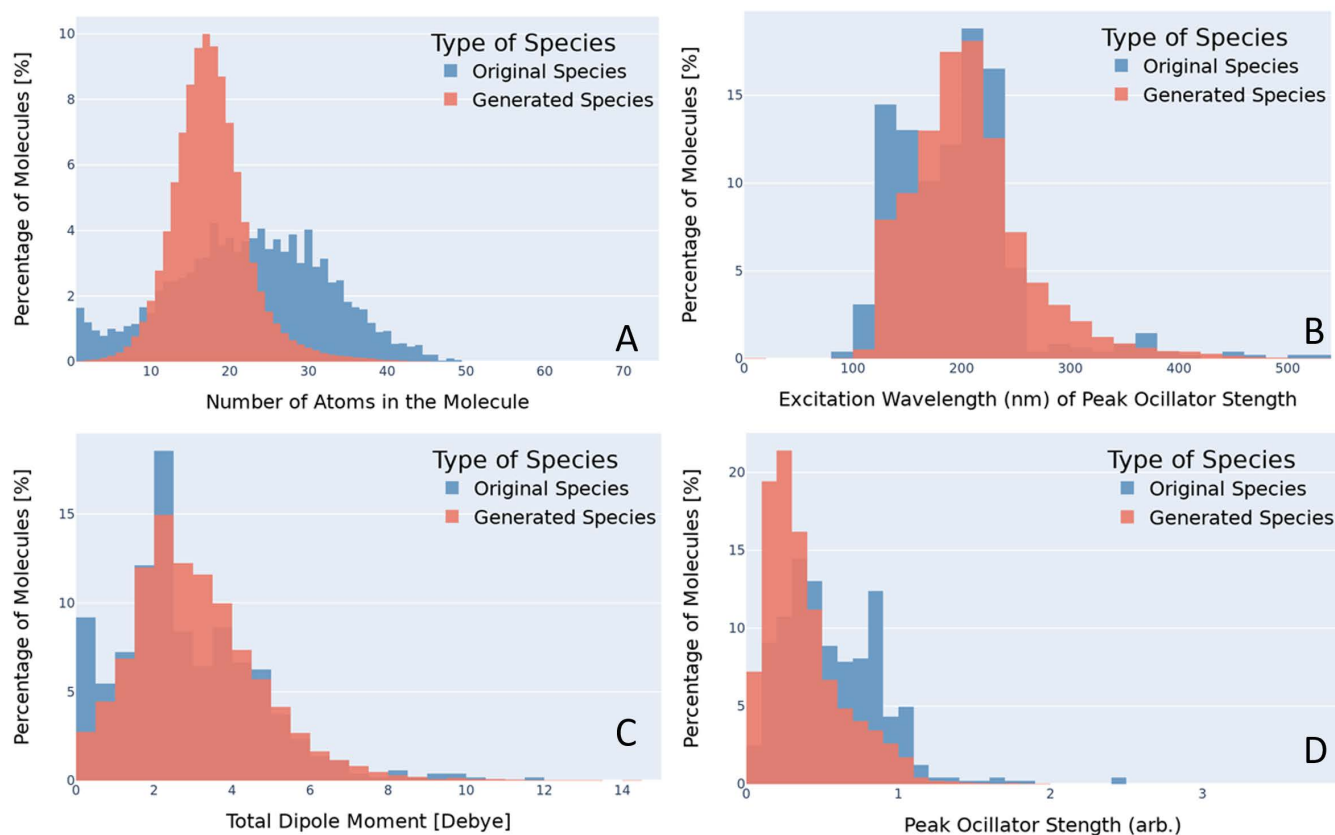 Percentage of Molecules [%]
10
8
6
4
2
0
Type of Species
Original Species
Generated Species
A
10
20
30
40
50
60
70
Number of Atoms in the Molecule
Percentage of Molecules [%]
15
10
5
0
Type of Species
Original Species
Generated Species
B
0
100
200
300
400
500
Excitation Wavelength (nm) of Peak Ocillator Stength
Percentage of Molecules [%]
15
10
5
0
Type of Species
Original Species
Generated Species
C
0
2
4
6
8
10
12
14
Total Dipole Moment [Debye]
Percentage of Molecules [%]
20
15
10
5
0
Type of Species
Original Species
Generated Species
D
0
1
2
3
Peak Ocillator Stength (arb.)